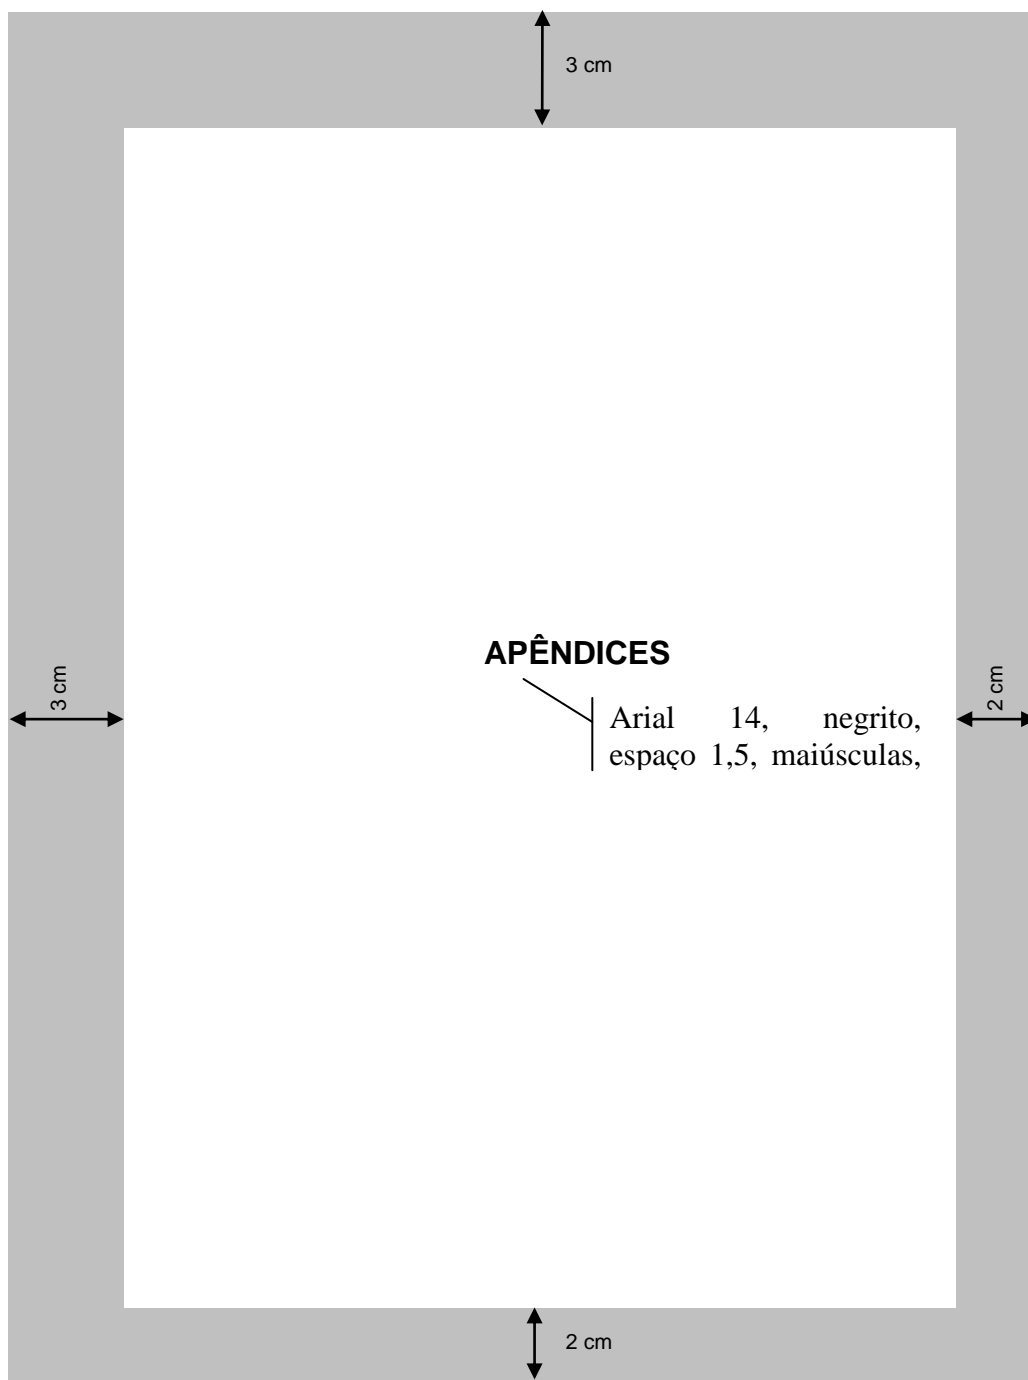 3 cm
APÊNDICES
3 cm
2 cm
Arial 14, negrito,
espaço 1,5, maiúsculas,
2 cm